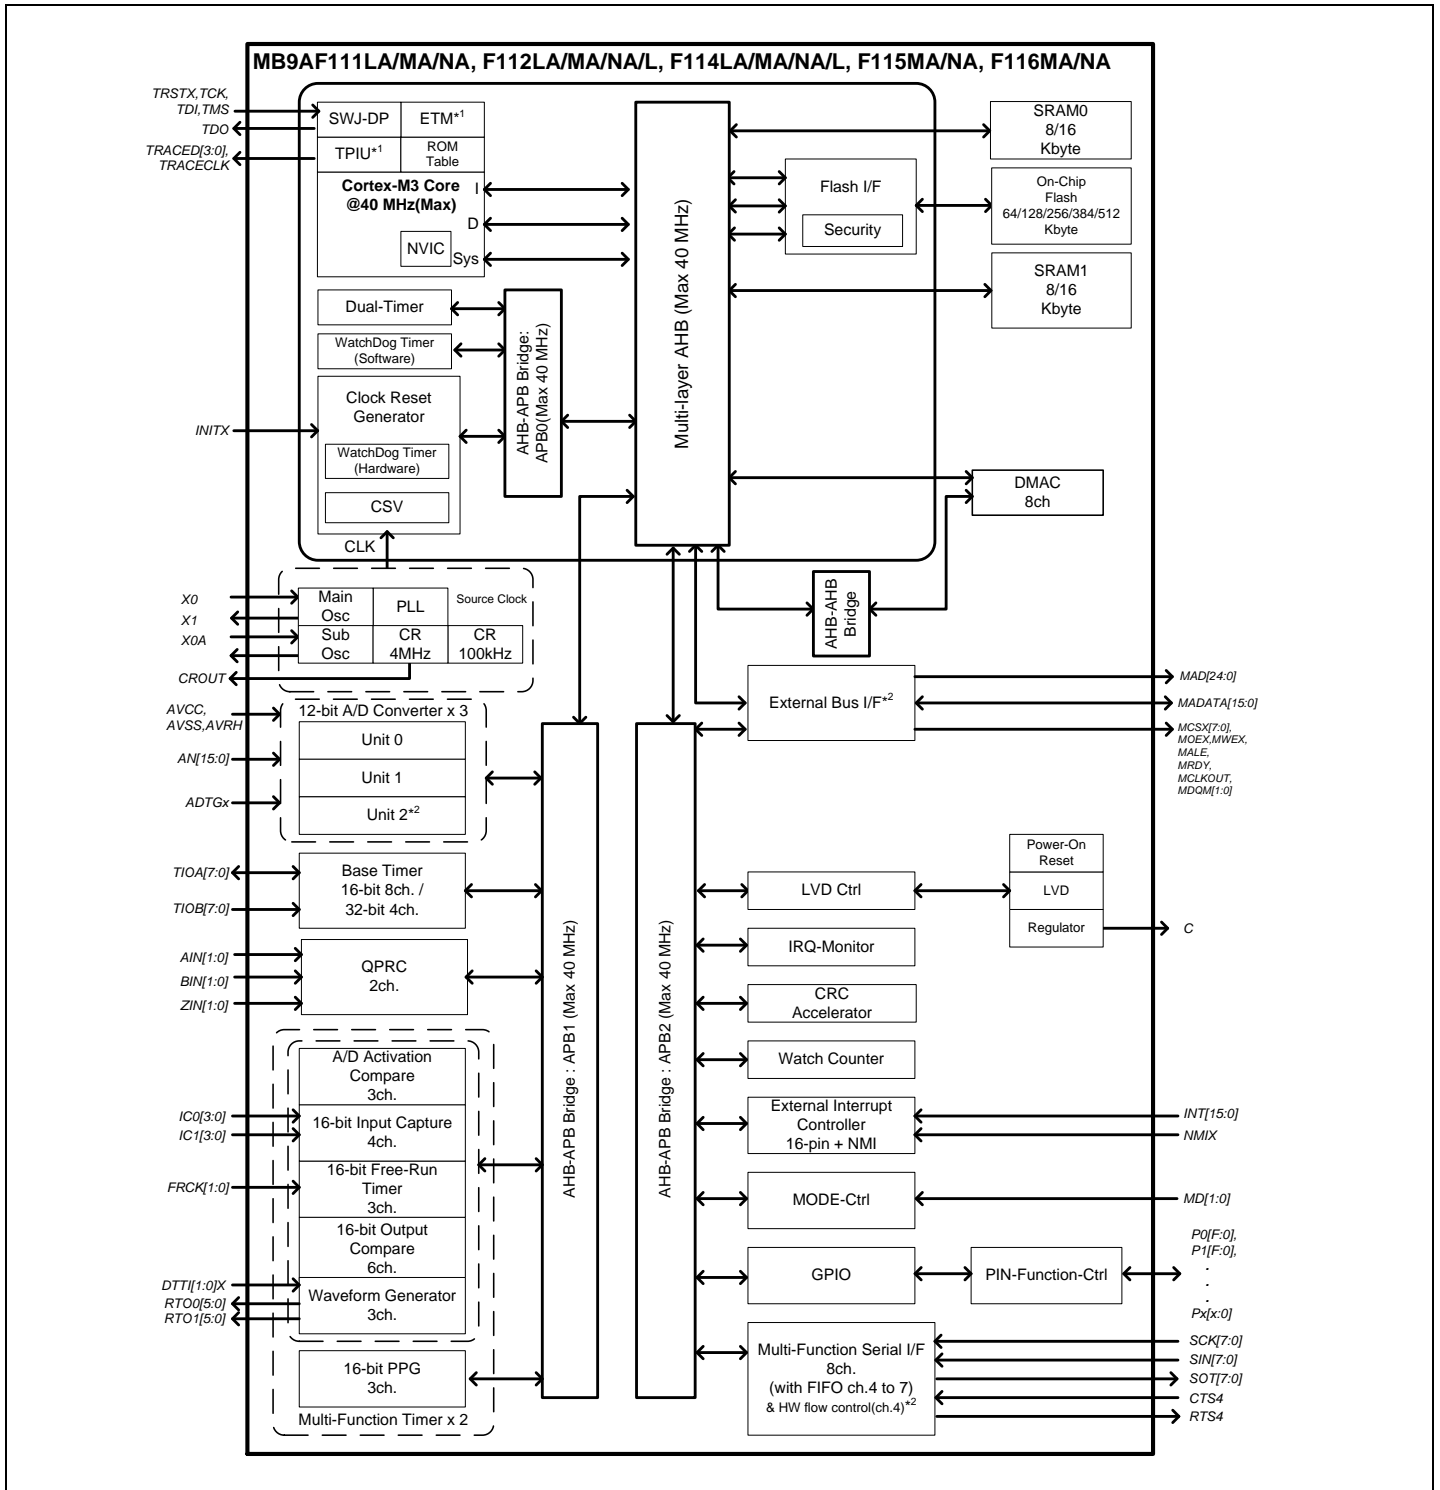 MB9AF111LA/MA/NA, F112LA/MA/NA/L, F114LA/MA/NA/L, F115MA/NA, F116MA/NA
TRSTX,TCK,
TDI,TMS
TDO
TRACED[3:0],
TRACECLK
SWJ-DP
ETM*1
TPIU*1
ROM
Table
Cortex-M3 Core
@40 MHz(Max)
I
D
NVIC
Sys
Dual-Timer
WatchDog Timer
(Software)
Clock Reset
Generator
WatchDog Timer
(Hardware)
CSV
CLK
INITX
AHB-APB Bridge:
APB0(Max 40 MHz)
Multi-layer AHB (Max 40 MHz)
Flash I/F
Security
SRAM0
8/16
Kbyte
On-Chip
Flash
64/128/256/384/512
Kbyte
SRAM1
8/16
Kbyte
DMAC
8ch
AHB-AHB
Bridge
X0
X1
X0A
CROUT
Main
Osc
PLL
Source Clock
Sub
Osc
CR
4MHz
CR
100kHz
AVCC,
AVSS,AVRH
AN[15:0]
ADTGx
12-bit A/D Converter x 3
Unit 0
Unit 1
Unit 2*2
TIOA[7:0]
TIOB[7:0]
Base Timer
16-bit 8ch. /
32-bit 4ch.
AIN[1:0]
BIN[1:0]
ZIN[1:0]
QPRC
2ch.
A/D Activation
Compare
3ch.
IC0[3:0]
IC1[3:0]
16-bit Input Capture
4ch.
FRCK[1:0]
16-bit Free-Run
Timer
3ch.
16-bit Output
Compare
6ch.
DTTI[1:0]X
RTO0[5:0]
RTO1[5:0]
Waveform Generator
3ch.
16-bit PPG
3ch.
Multi-Function Timer x 2
AHB-APB Bridge : APB1 (Max 40 MHz)
AHB-APB Bridge : APB2 (Max 40 MHz)
External Bus I/F*2
MAD[24:0]
MADATA[15:0]
MCSX[7:0],
MOEX,MWEX,
MALE,
MRDY,
MCLKOUT,
MDQM[1:0]
LVD Ctrl
Power-On
Reset
LVD
Regulator
C
IRQ-Monitor
CRC
Accelerator
Watch Counter
External Interrupt
Controller
16-pin + NMI
INT[15:0]
NMIX
MODE-Ctrl
MD[1:0]
GPIO
PIN-Function-Ctrl
P0[F:0],
P1[F:0],
.
.
.
Px[x:0]
Multi-Function Serial I/F
8ch.
(with FIFO ch.4 to 7)
& HW flow control(ch.4)*2
SCK[7:0]
SIN[7:0]
SOT[7:0]
CTS4
RTS4